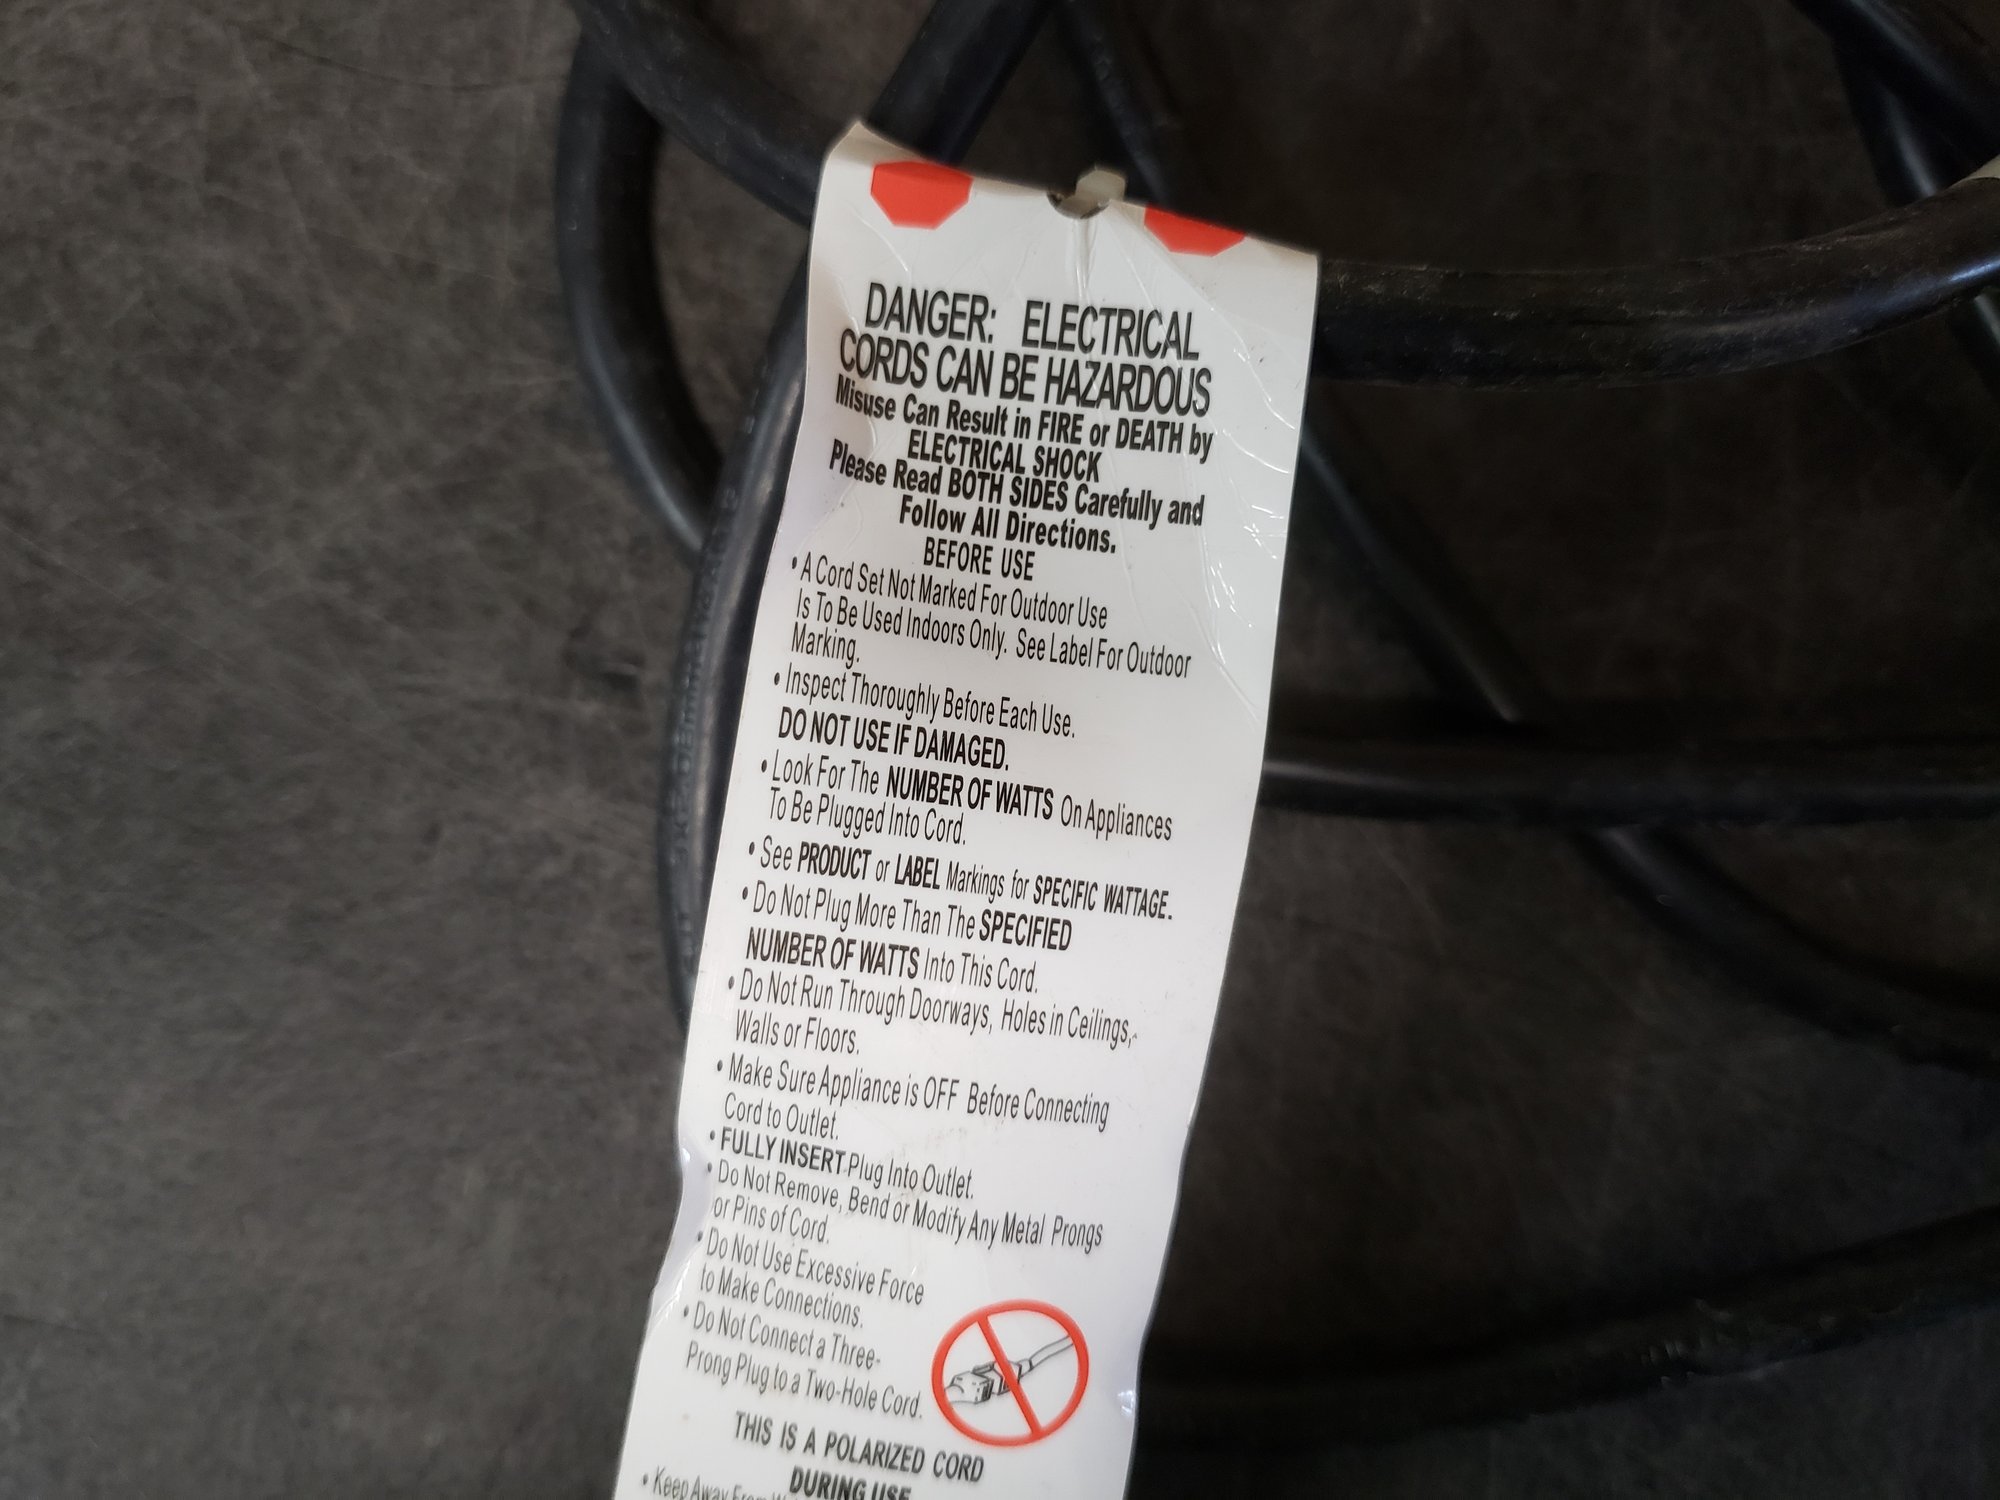 DANGER: ELECTRICAL
CORDS CAN BE HAZARDOUS
Misuse Can Result in FIRE or DEATH by
ELECTRICAL SHOCK
Please Read BOTH SIDES Carefully and
Follow All Directions.
BEFORE USE
• A Cord Set Not Marked For Outdoor Use
Is To Be Used Indoors Only. See Label For Outdoor
Marking.
• Inspect Thoroughly Before Each Use.
DO NOT USE IF DAMAGED.
• Look For The NUMBER OF WATTS On Appliances
To Be Plugged Into Cord.
• See PRODUCT or LABEL Markings for SPECIFIC WATTAGE.
• Do Not Plug More Than The SPECIFIED
NUMBER OF WATTS Into This Cord.
• Do Not Run Through Doorways, Holes in Ceilings,
Walls or Floors.
• Make Sure Appliance is OFF Before Connecting
Cord to Outlet.
• FULLY INSERT Plug Into Outlet.
• Do Not Remove, Bend or Modify Any Metal Prongs
or Pins of Cord.
• Do Not Use Excessive Force
to Make Connections.
• Do Not Connect a Three-
Prong Plug to a Two-Hole Cord.
THIS IS A POLARIZED CORD
DURING USE
• Keep Away From